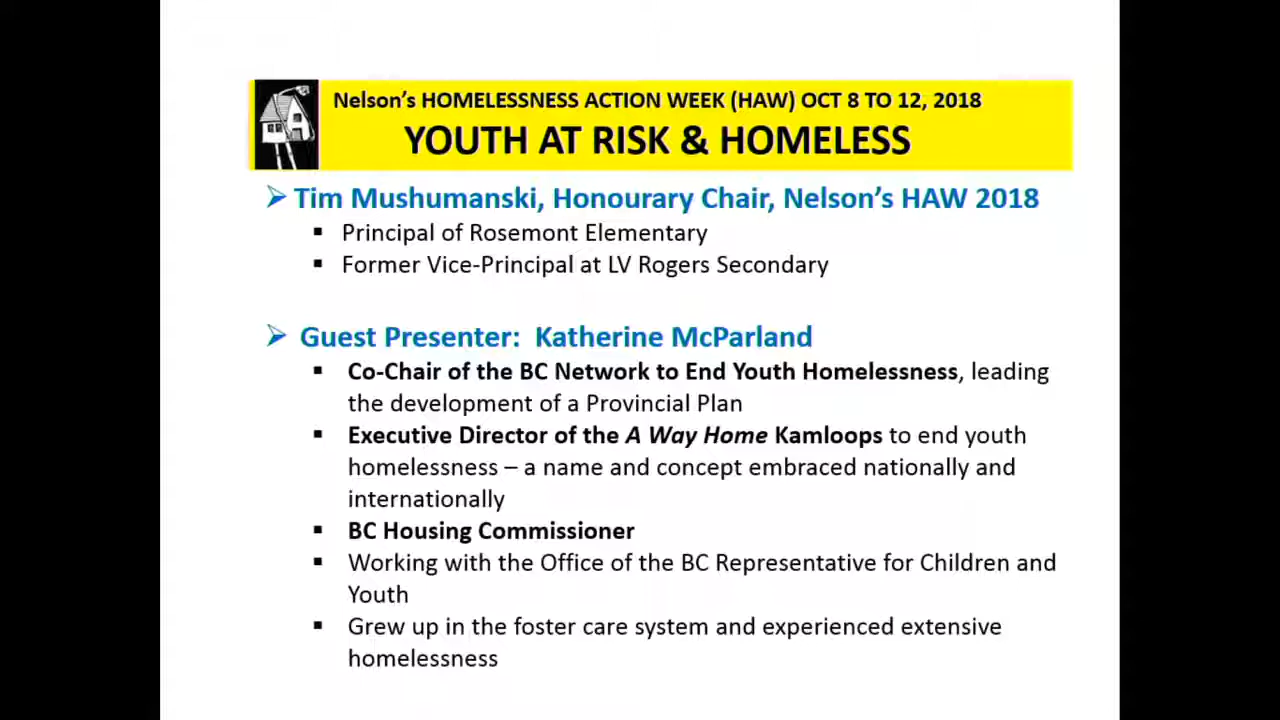 Nelson's HOMELESSNESS ACTION WEEK (HAW) OCT 8 TO 12, 2018
YOUTH AT RISK & HOMELESS
➢ Tim Mushumanski, Honourary Chair, Nelson's HAW 2018
▪ Principal of Rosemont Elementary
▪ Former Vice-Principal at LV Rogers Secondary
➢ Guest Presenter: Katherine McParland
▪ Co-Chair of the BC Network to End Youth Homelessness, leading
the development of a Provincial Plan
▪ Executive Director of the A Way Home Kamloops to end youth
homelessness – a name and concept embraced nationally and
internationally
▪ BC Housing Commissioner
▪ Working with the Office of the BC Representative for Children and
Youth
▪ Grew up in the foster care system and experienced extensive
homelessness